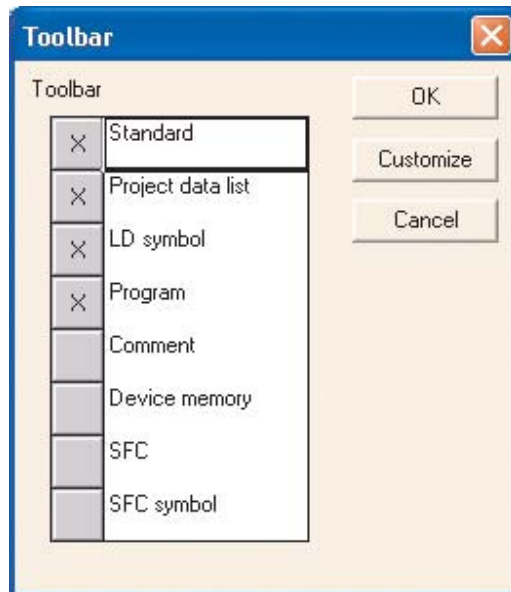 Toolbar
Toolbar
X Standard
X Project data list
X LD symbol
X Program
Comment
Device memory
SFC
SFC symbol
OK
Customize
Cancel